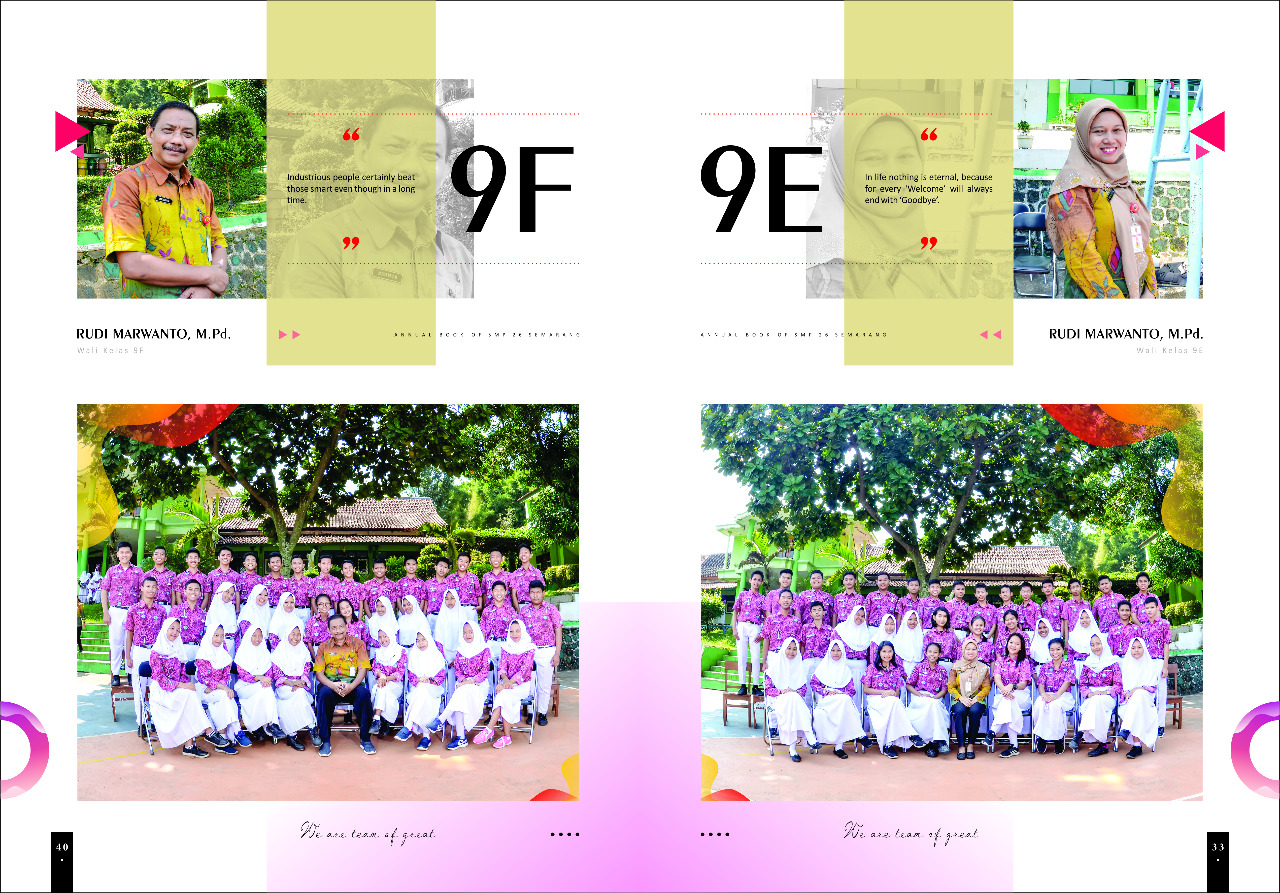 “
Industrious people certainly beat
those smart even though in a long
time.
”
9F
RUDI MARWANTO, M.Pd.
Wali Kelas 9F
ANNUAL BOOK OF SMP 26 SEMARANG
We are team of great
40
9E
“
In life nothing is eternal, because
for every ‘Welcome’ will always
end with ‘Goodbye’.
”
ANNUAL BOOK OF SMP 26 SEMARANG
RUDI MARWANTO, M.Pd.
Wali Kelas 9E
We are team of great
33